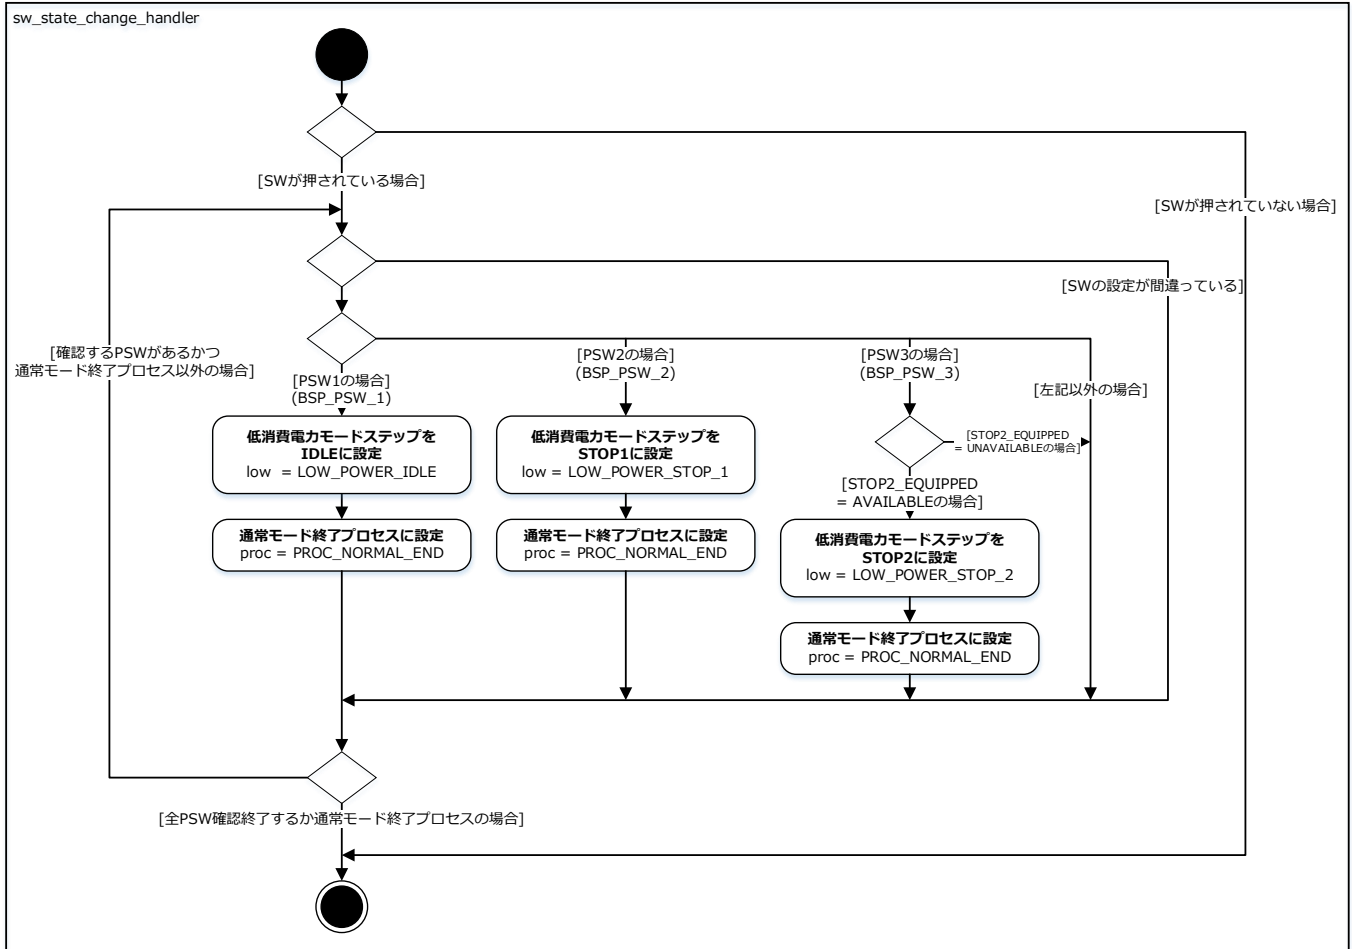 sw_state_change_handler
[SWが押されている場合]
[SWが押されていない場合]
[SWの設定が間違っている]
[確認するPSWがあるかつ
通常モード終了プロセス以外の場合]
[PSW1の場合]
(BSP_PSW_1)
[PSW2の場合]
(BSP_PSW_2)
[PSW3の場合]
(BSP_PSW_3)
[左記以外の場合]
低消費電力モードステップを
IDLEに設定
low = LOW_POWER_IDLE
低消費電力モードステップを
STOP1に設定
low = LOW_POWER_STOP_1
[STOP2_EQUIPPED
= UNAVAILABLEの場合]
[STOP2_EQUIPPED
= AVAILABLEの場合]
通常モード終了プロセスに設定
proc = PROC_NORMAL_END
通常モード終了プロセスに設定
proc = PROC_NORMAL_END
低消費電力モードステップを
STOP2に設定
low = LOW_POWER_STOP_2
通常モード終了プロセスに設定
proc = PROC_NORMAL_END
[全PSW確認終了するか通常モード終了プロセスの場合]